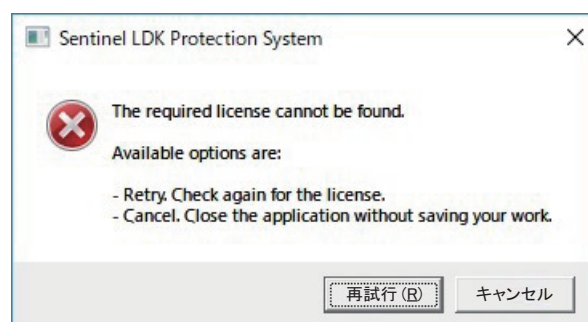 Sentinel LDK Protection System
The required license cannot be found.
Available options are:
- Retry. Check again for the license.
- Cancel. Close the application without saving your work.
再試行(R)
キャンセル